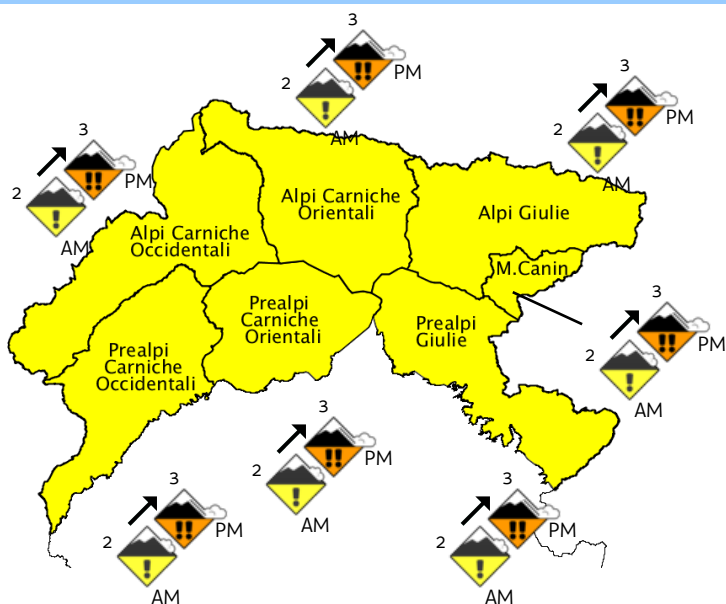 3
2
PM
AM
3
2
PM
AM
3
2
PM
AM
Alpi Carniche
Orientali
Alpi Giulie
Alpi Carniche
Occidentali
M.Canin
Prealpi
Carniche
Orientali
Prealpi
Giulie
Prealpi
Carniche
Occidentali
3
2
PM
AM
3
2
PM
AM
3
2
PM
AM
3
2
PM
AM